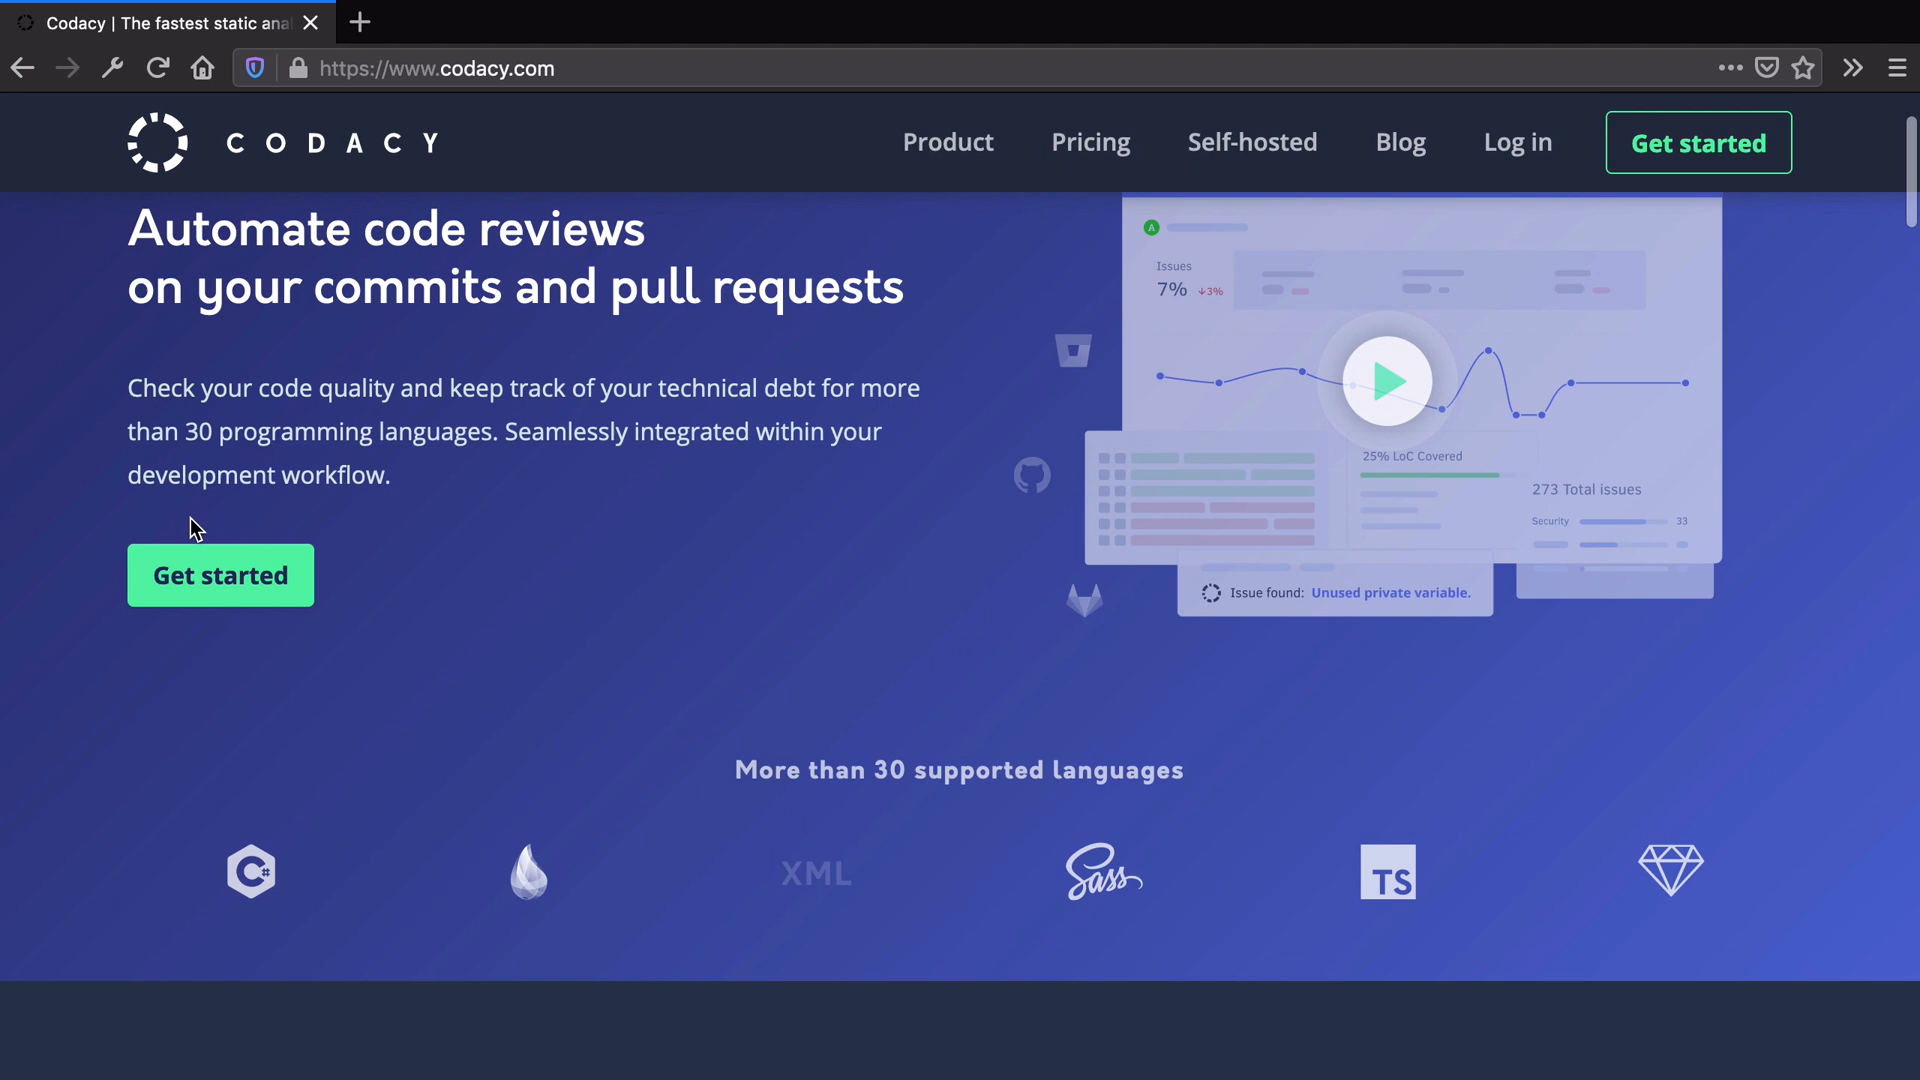 Codacy | The fastest static ana
https://www.codacy.com
CODACY
Product
Pricing
Self-hosted
Blog
Log in
Get started
Automate code reviews
on your commits and pull requests
Check your code quality and keep track of your technical debt for more
than 30 programming languages. Seamlessly integrated within your
development workflow.
Get started
A
Issues
7% ↓3%
25% LoC Covered
273 Total issues
Security 33
Issue found: Unused private variable.
More than 30 supported languages
C#
XML
Sass
TS